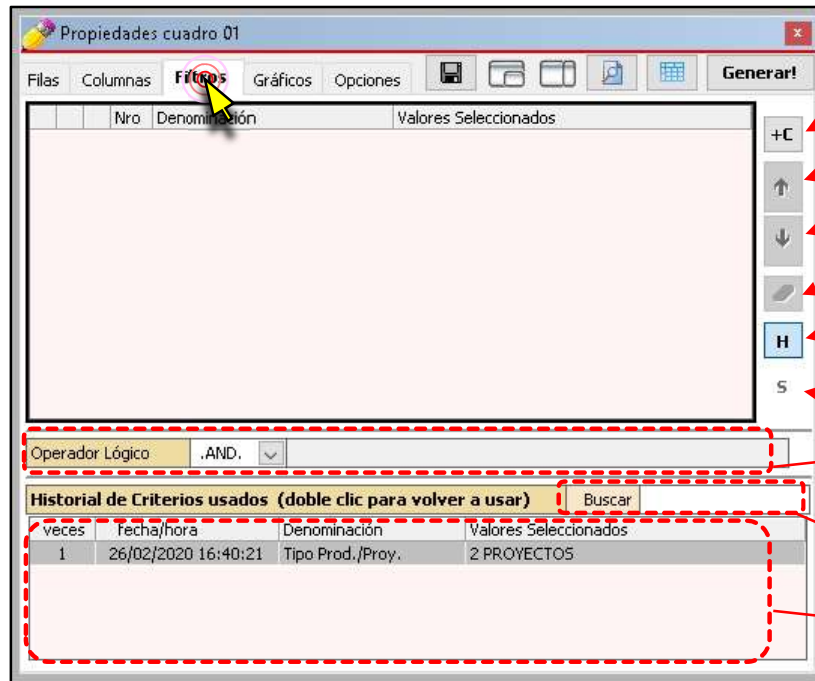 Propiedades cuadro 01
x
Filas Columnas Filtros Gráficos Opciones Generar!
Nro Denominación Valores Seleccionados
+C
H
S
Operador Lógico .AND.
Historial de Criterios usados (doble clic para volver a usar) Buscar
veces fecha/hora Denominación Valores Seleccionados
1 26/02/2020 16:40:21 Tipo Prod./Proy. 2 PROYECTOS